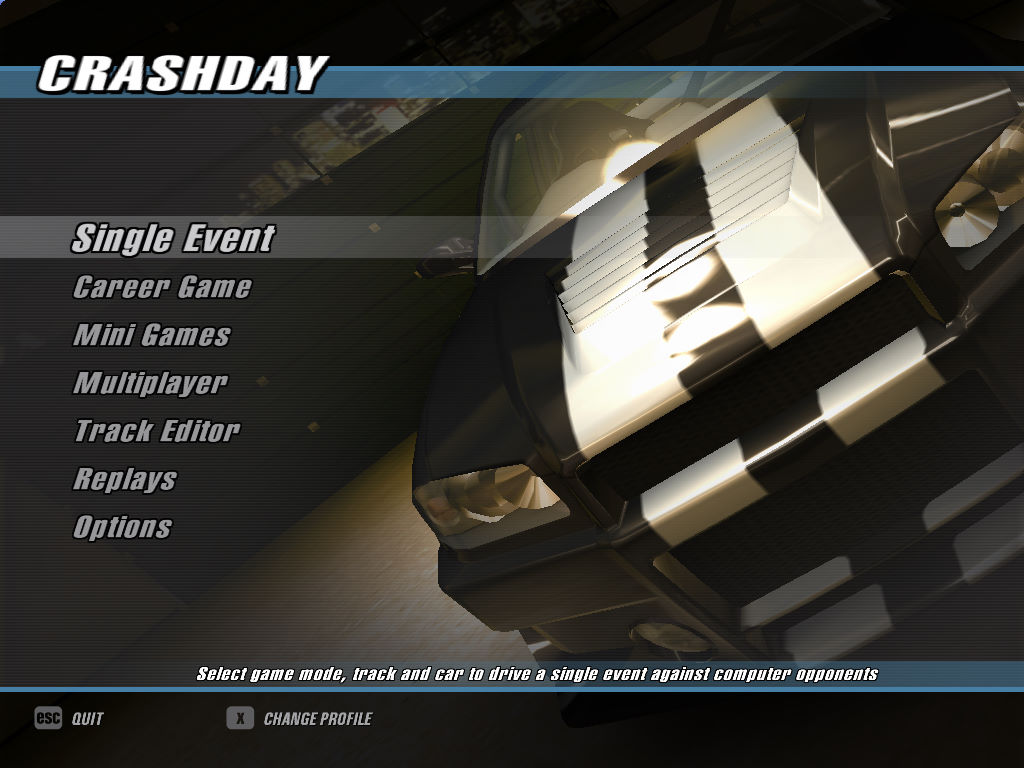 CRASHDAY
Single Event
Career Game
Mini Games
Multiplayer
Track Editor
Replays
Options
Select game mode, track and car to drive a single event against computer opponents
esc QUIT X CHANGE PROFILE